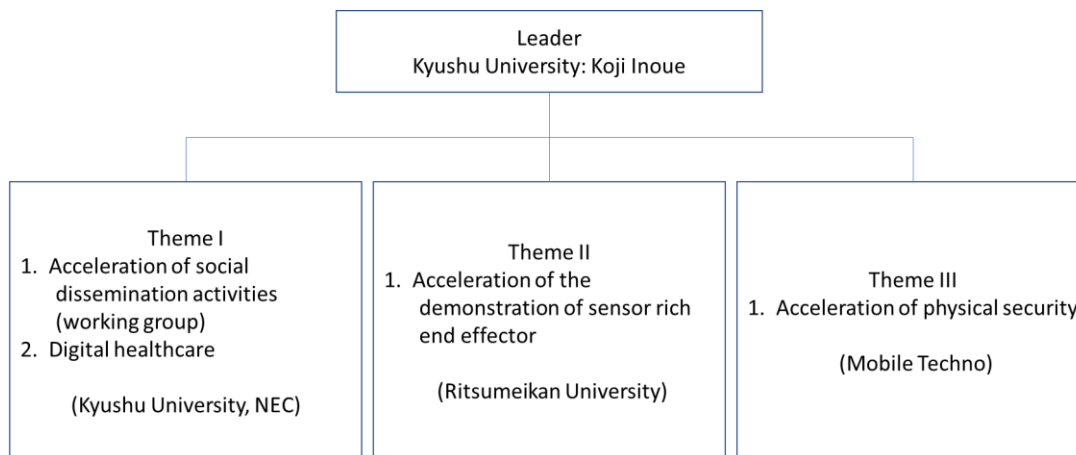 Leader
Kyushu University: Koji Inoue
Theme I
1. Acceleration of social
dissemination activities
(working group)
2. Digital healthcare
(Kyushu University, NEC)
Theme II
1. Acceleration of the
demonstration of sensor rich
end effector
(Ritsumeikan University)
Theme III
1. Acceleration of physical security
(Mobile Techno)